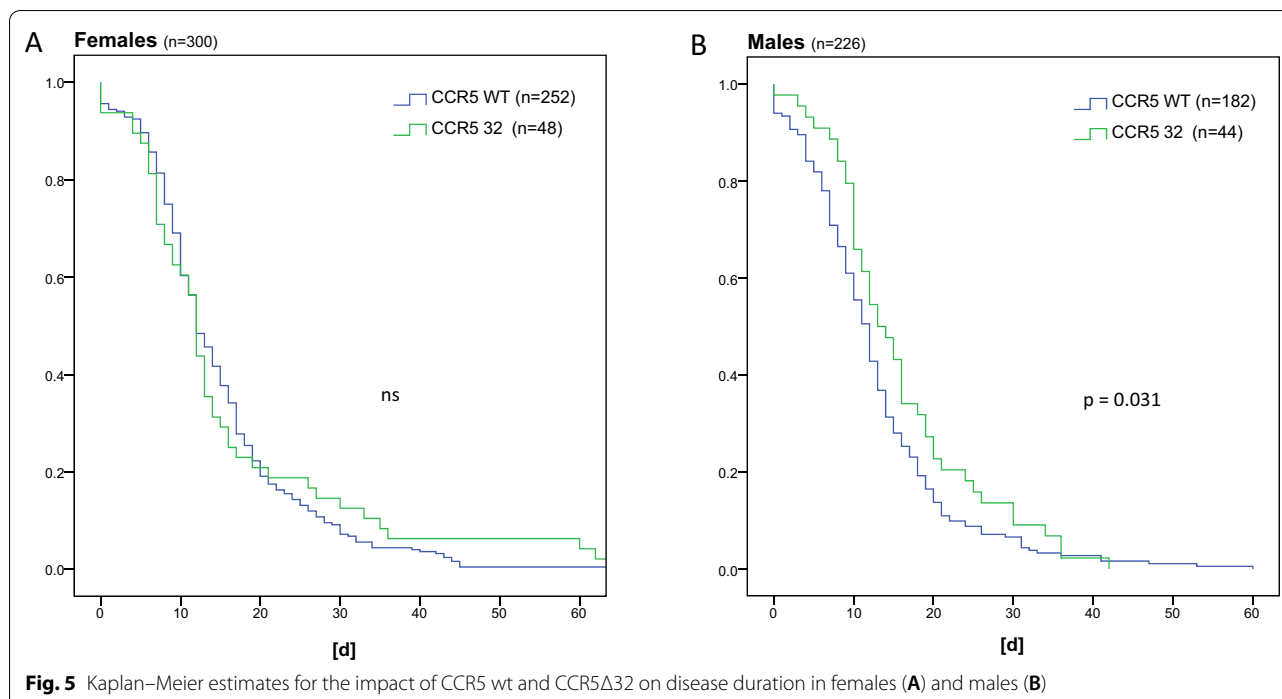 A Females (n=300)
CCR5 WT (n=252)
CCR5 32 (n=48)
1.0
0.8
0.6
0.4
0.2
0.0
ns
0 10 20 30 40 50 60
[d]
B Males (n=226)
CCR5 WT (n=182)
CCR5 32 (n=44)
1.0
0.8
0.6
0.4
0.2
0.0
p = 0.031
0 10 20 30 40 50 60
[d]
Fig. 5 Kaplan–Meier estimates for the impact of CCR5 wt and CCR5Δ32 on disease duration in females (A) and males (B)